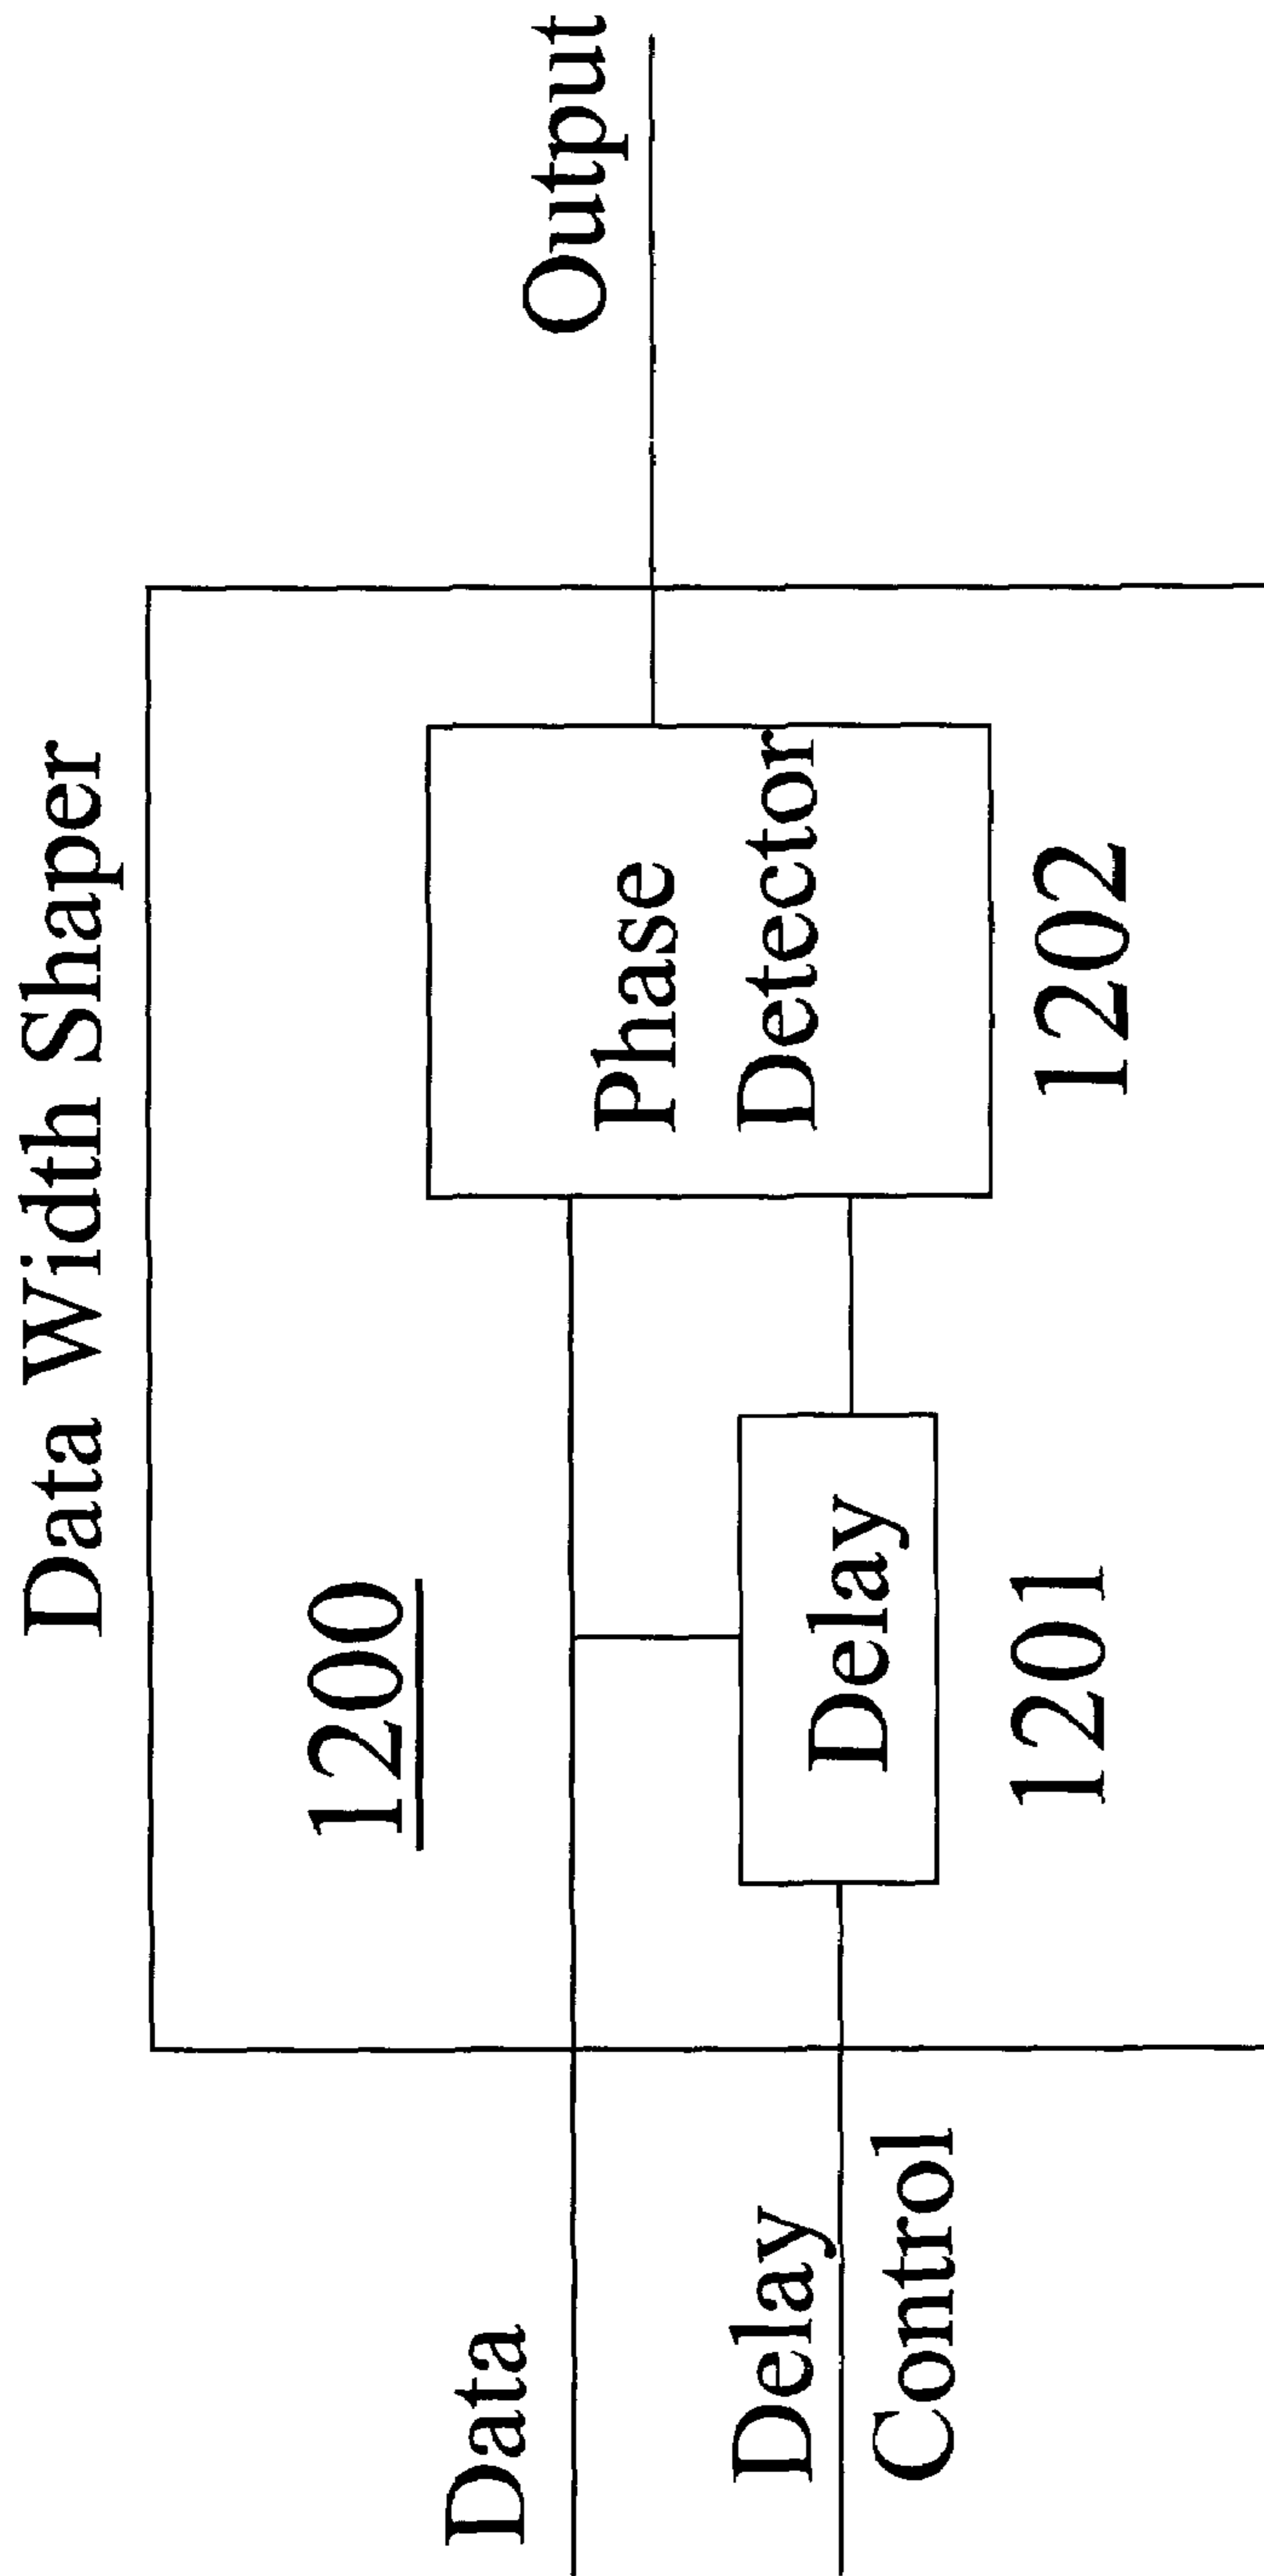 Data Width Shaper
1200
Data
Output
Phase
Detector
Delay
Delay
Control
1201
1202